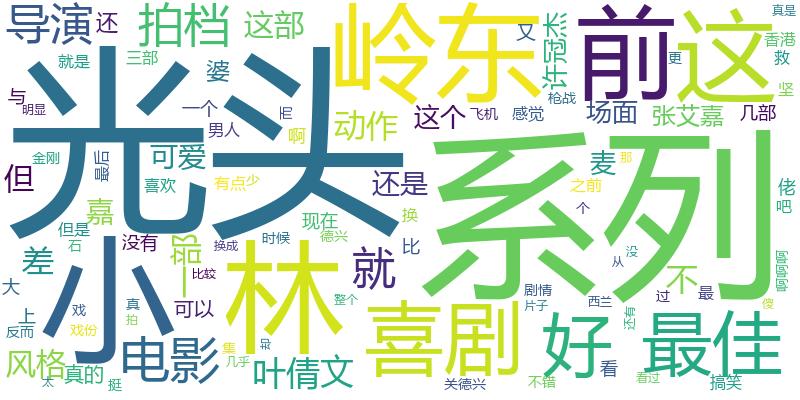 导演
还
拍档
这部
岭东
又
许冠杰
前
这
真是
香港
救
更
就是
三部
婆
与
明显
一个
男人
啊
动作
这个
飞机
枪战
感觉
场面
张艾嘉
几部
坚
光头
系列
但
金刚
最后
可爱
喜欢
有点
少
还是
麦
之前
那
佬
吧
嘉
但是
石
没有
一部
现在
德兴
换
比
个
从
没
啊啊啊
差
小
换成
比较
时候
林
就
不
大
上
戏
真
可以
整个
剧情
片子
西兰
过
最
还有
傻
反而
戏份
拍
电影
集
几乎
喜剧
好
看
最佳
风格
太
真的
挺
叶倩文
关德兴
不错
看过
搞笑